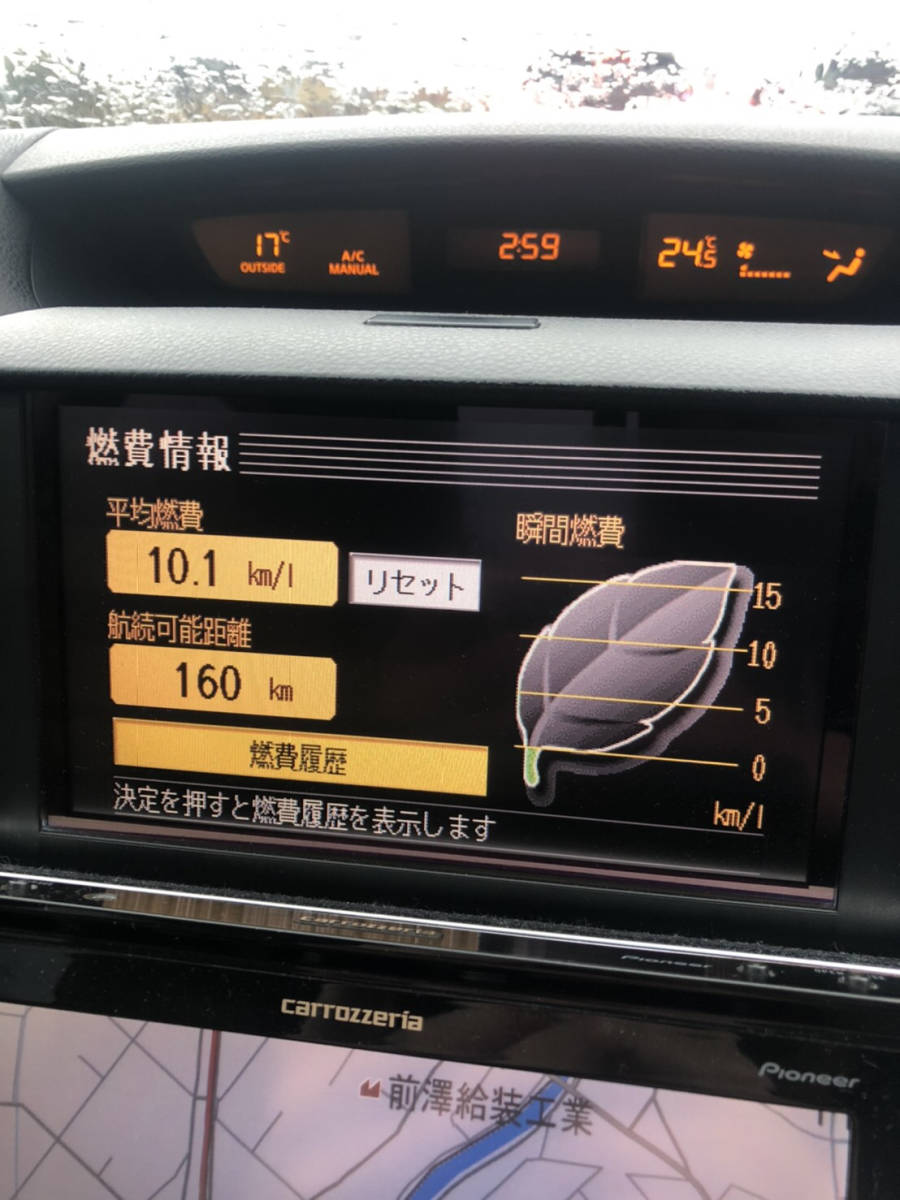 17℃
OUTSIDE
A/C
MANUAL
2:59
24.5℃
燃費情報
平均燃費
10.1 km/l
リセット
航続可能距離
160 km
燃費履歴
決定を押すと燃費履歴を表示します
瞬間燃費
15
10
5
0
km/l
carrozzeria
Pioneer
carrozzeria
Pioneer
前澤給装工業